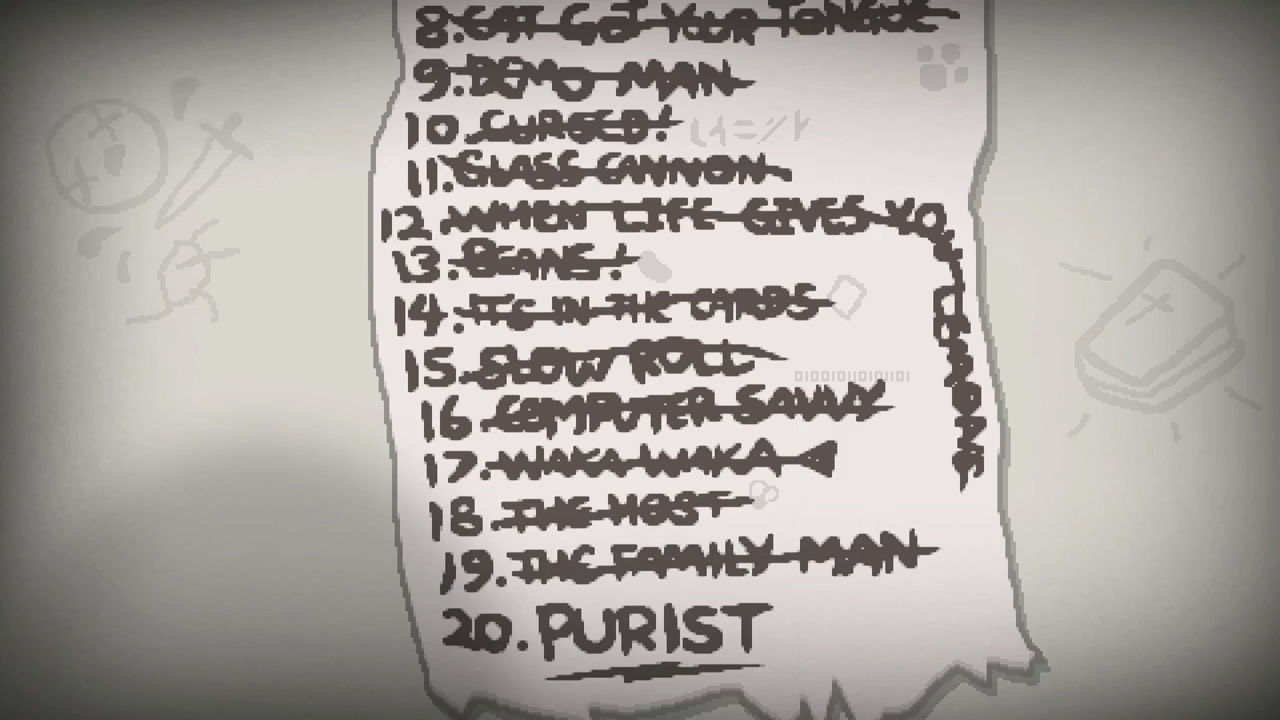 8. CAT GOT YOUR TONGUE
9. DEMO MAN
10. CURSED!
11. GLASS CANNON
12. WHEN LIFE GIVES YOU LEMONS
13. BEANS!
14. IT'S IN THE CARDS
15. SLOW ROLL
16. COMPUTER SAVVY
17. WAKA WAKA
18. THE HOST
19. THE FAMILY MAN
20. PURIST